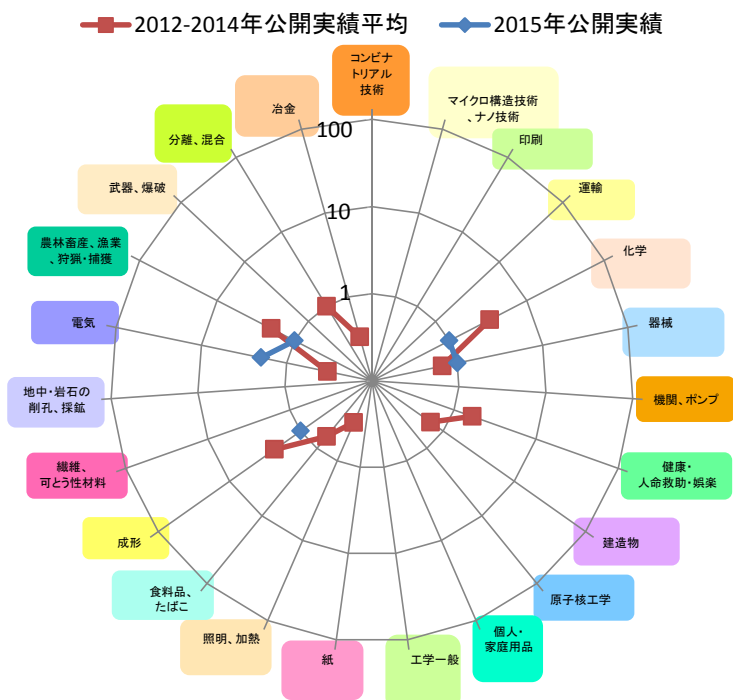 2012-2014年公開実績平均
2015年公開実績
コンビナ
トリアル
技術
マイクロ構造技術
、ナノ技術
印刷
運輸
化学
器械
機関、ポンプ
健康・
人命救助・娯楽
建造物
原子核工学
個人・
家庭用品
工学一般
紙
照明、加熱
食料品、
たばこ
成形
繊維、
可とう性材料
地中・岩石の
削孔、採鉱
電気
農林畜産、漁業
、狩猟・捕獲
武器、爆破
分離、混合
冶金
100
10
1